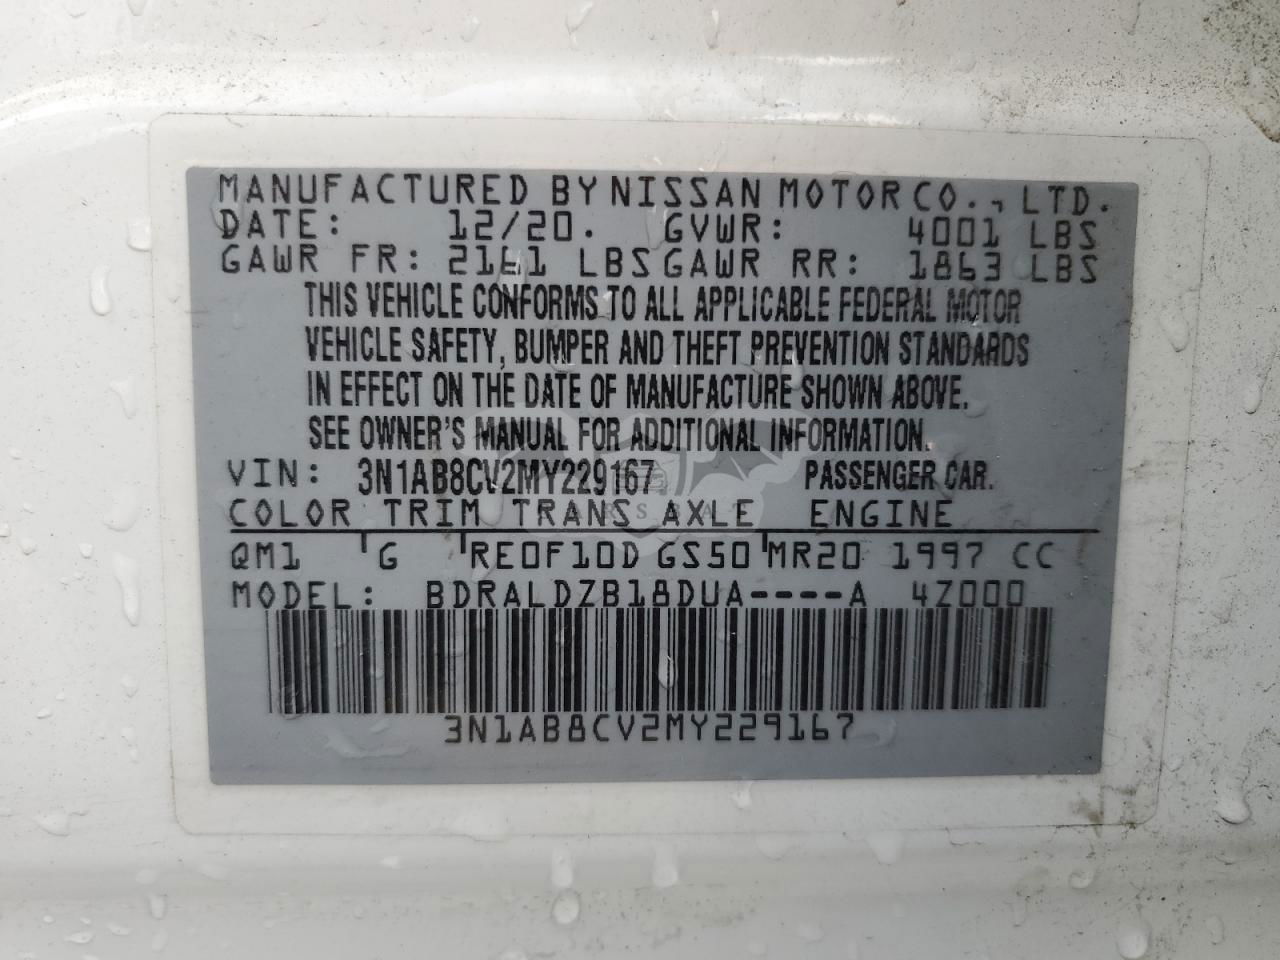 MANUFACTURED BY NISSAN MOTOR CO., LTD.
DATE: 12/20. GVWR: 4001 LBS
GAWR FR: 2161 LBS GAWR RR: 1863 LBS
THIS VEHICLE CONFORMS TO ALL APPLICABLE FEDERAL MOTOR
VEHICLE SAFETY, BUMPER AND THEFT PREVENTION STANDARDS
IN EFFECT ON THE DATE OF MANUFACTURE SHOWN ABOVE.
SEE OWNER'S MANUAL FOR ADDITIONAL INFORMATION.
VIN: 3N1AB8CV2MY229167 PASSENGER CAR.
COLOR TRIM TRANS AXLE ENGINE
QM1 G RE0F10D GS50 MR20 1997 CC
MODEL: BDRALDZB18DUA----A 4Z000
3N1AB8CV2MY229167